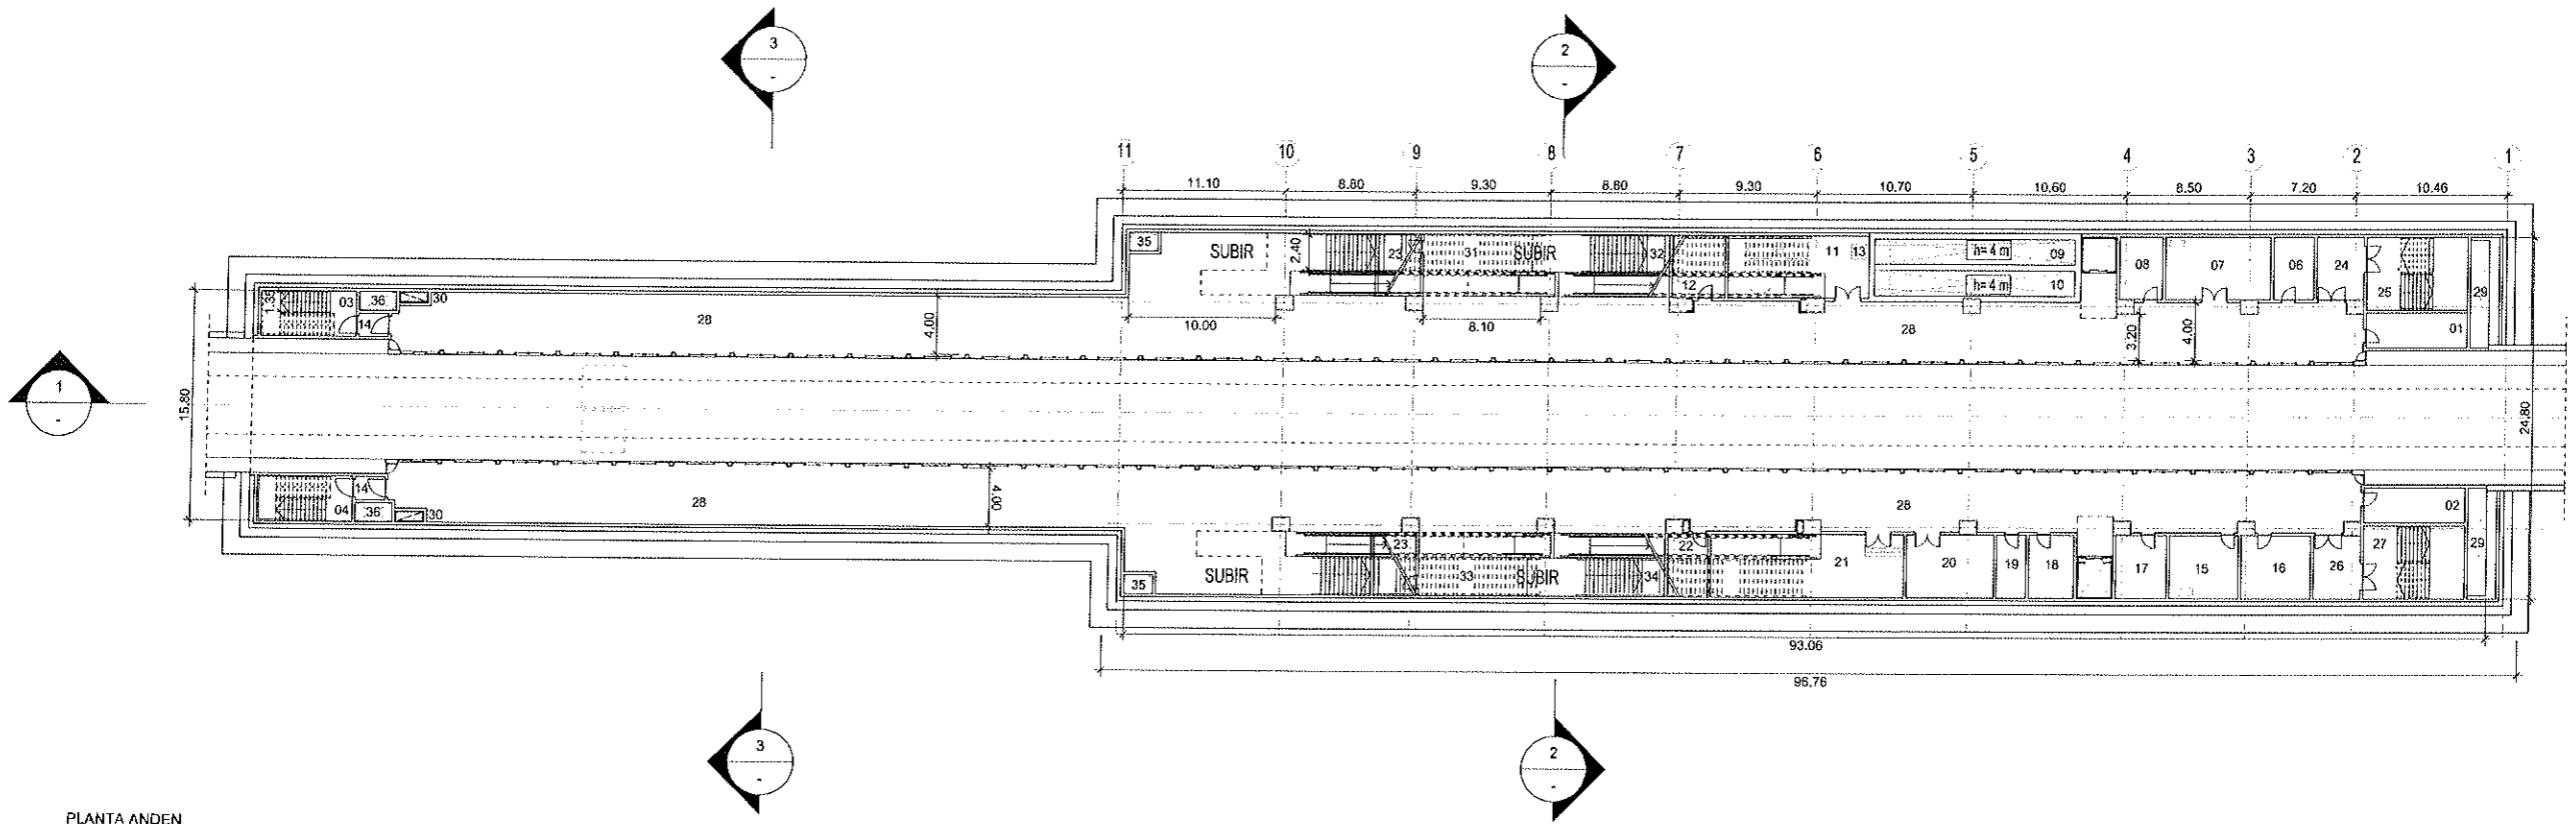 3
-
2
-
11 10 9 8 7 6 5 4 3 2 1
11.10 8.80 9.30 8.80 9.30 10.70 10.60 8.50 7.20 10.46
35 SUBIR 2.40 23 31 SUBIR 32 11 13 h= 4 m 09 08 07 06 24
12 h= 4 m 10 25 29
03 36 30
14 28 4.00 10.00 8.10 28 3.20 4.00 01
1
-
15.80
24.80
14 28 4.00 28 02
04 36 30
23 22 27 29
35 SUBIR 33 SUBIR 34 21 20 19 18 17 15 16 26
93.06
96.76
3
-
2
-
PLANTA ANDEN